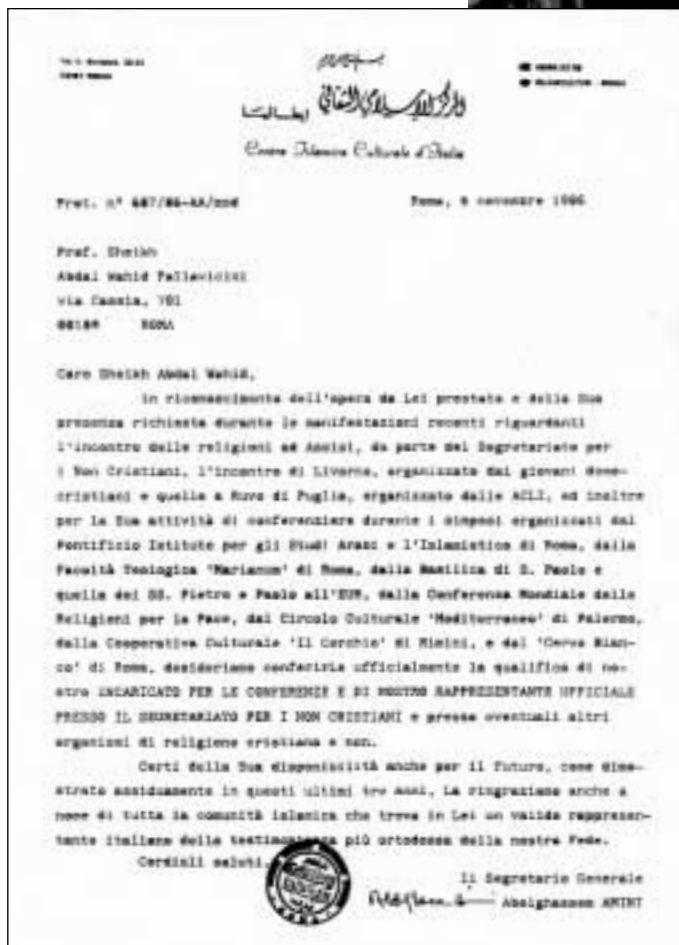 المركز الإسلامي الثقافي
إيطاليا
Centro Islamico Culturale d'Italia
Prot. n° 687/86-AA/
Roma, novembre 1986
Prof. Sheikh
Abdal Wahid Pallavicini
via Cassia, 701
ROMA
Caro Sheikh Abdal Wahid,
in riconoscimento dell'opera da Lei prestata e della Sua
presenza richiesta durante le manifestazioni recenti riguardanti
l'incontro delle religioni ad Assisi, da parte del Segretariato per
i Non Cristiani, l'incontro di Livorno, organizzato dai giovani demo-
cristiani e quello a Ruvo di Puglia, organizzato dalle ACLI, ed inoltre
per la Sua attività di conferenziere durante i simposi organizzati dal
Pontificio Istituto per gli Studi Arabi e l'Islamistica di Roma, dalla
Facoltà Teologica 'Marianum' di Roma, dalla Basilica di S. Paolo e
quella dei SS. Pietro e Paolo all'EUR, dalla Conferenza Mondiale delle
Religioni per la Pace, dal Circolo Culturale 'Mediterraneo' di Palermo,
dalla Cooperativa Culturale 'Il Cerchio' di Rimini, e dal 'Cervo Bian-
co' di Roma, desideriamo conferirle ufficialmente la qualifica di no-
stro INCARICATO PER LE CONFERENZE E DI NOSTRO RAPPRESENTANTE UFFICIALE
PRESSO IL SEGRETARIATO PER I NON CRISTIANI e presso eventuali altri
organismi di religione cristiana e non.
Certi della Sua disponibilità anche per il futuro, come dimo-
strato assiduamente in questi ultimi tre anni, La ringraziamo anche a
nome di tutta la comunità islamica che trova in Lei un valido rappresen-
tante italiano della testimonianza più ortodossa della nostra Fede.
Cordiali saluti.
Il Segretario Generale
Abolghassem AMINI